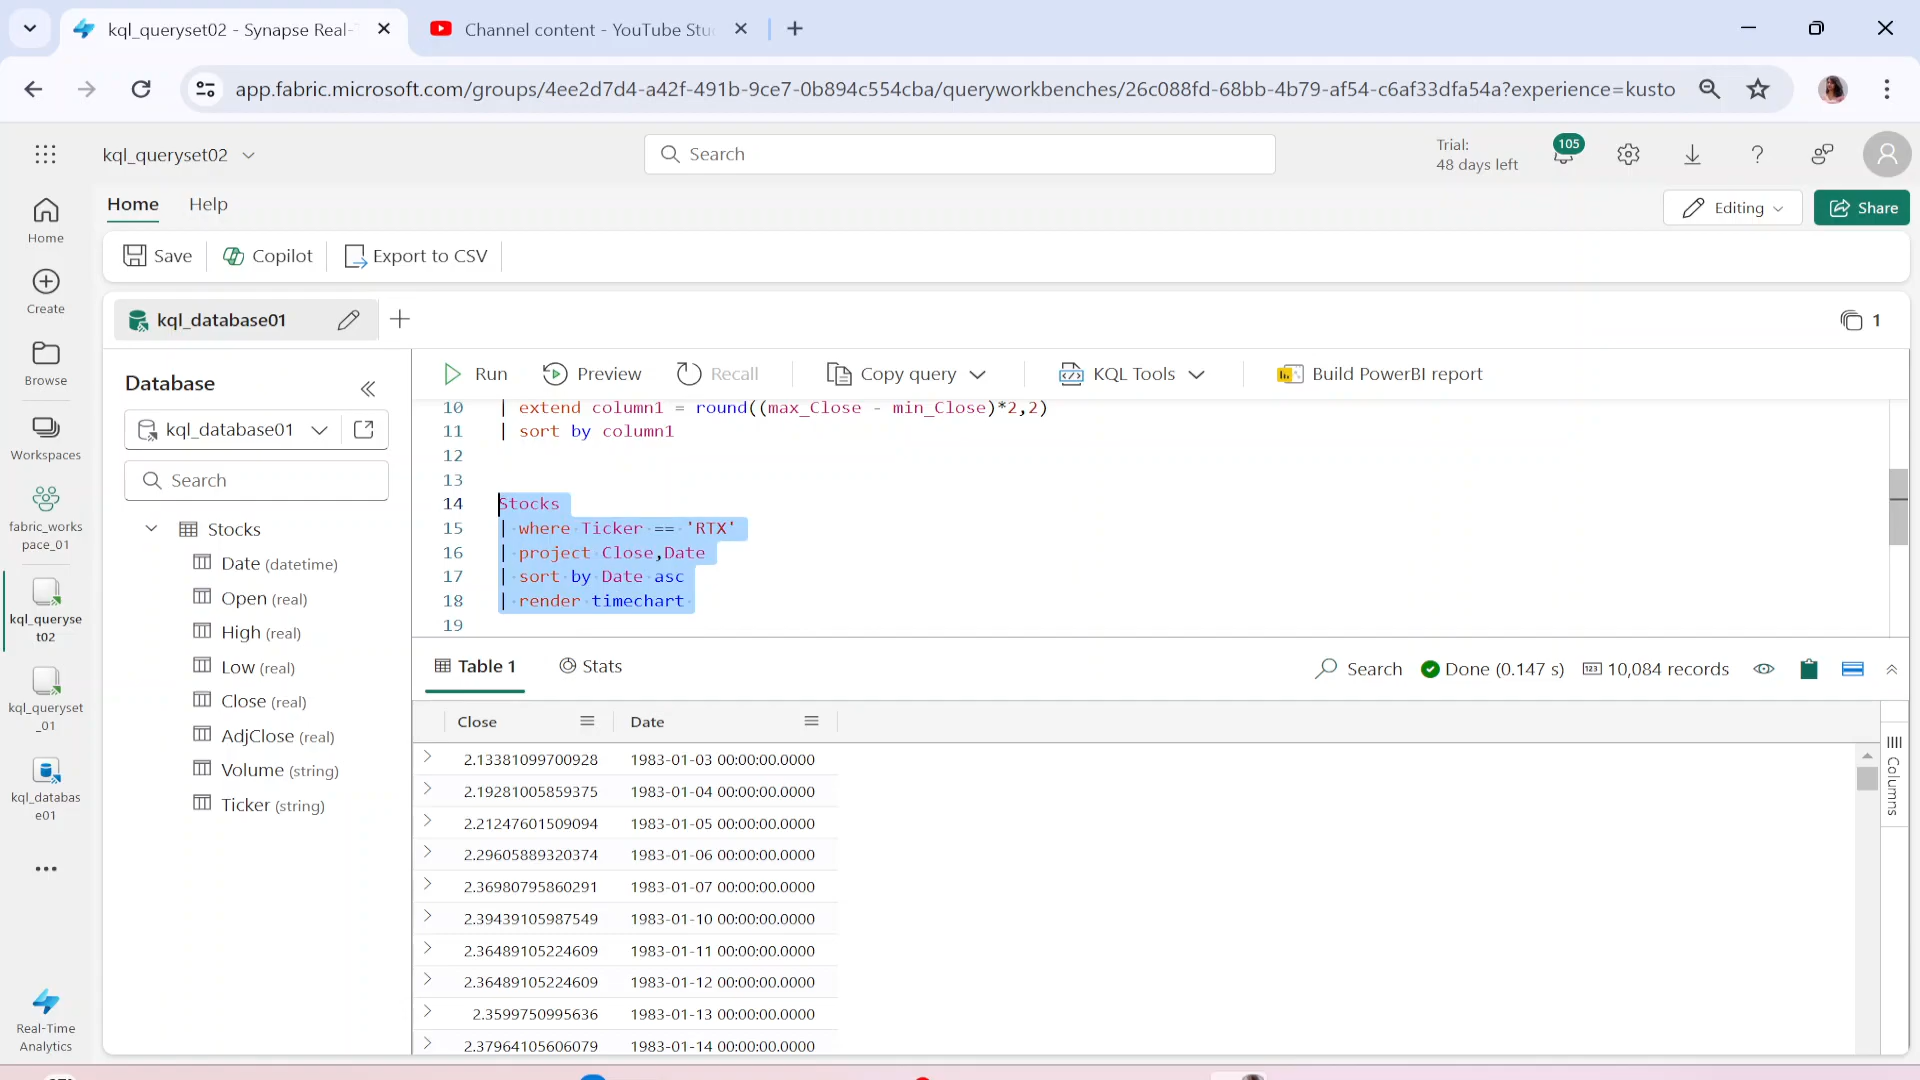 kql_queryset02 - Synapse Real-
Channel content - YouTube Stu
app.fabric.microsoft.com/groups/4ee2d7d4-a42f-491b-9ce7-0b894c554cba/queryworkbenches/26c088fd-68bb-4b79-af54-c6af33dfa54a?experience=kusto
kql_queryset02
Search
Trial:
48 days left
105
Home
Help
Editing
Share
Save
Copilot
Export to CSV
Home
Create
Browse
Workspaces
fabric_works
pace_01
kql_queryse
t02
kql_queryset
_01
kql_databas
e01
Real-Time
Analytics
kql_database01
1
Database
kql_database01
Search
Stocks
Date (datetime)
Open (real)
High (real)
Low (real)
Close (real)
AdjClose (real)
Volume (string)
Ticker (string)
Run
Preview
Recall
Copy query
KQL Tools
Build PowerBI report
10 | extend column1 = round((max_Close - min_Close)*2,2)
11 | sort by column1
12
13
14 Stocks
15 | where Ticker == 'RTX'
16 | project Close,Date
17 | sort by Date asc
18 | render timechart
19
Table 1
Stats
Search
Done (0.147 s)
10,084 records
Close Date
2.13381099700928 1983-01-03 00:00:00.0000
2.19281005859375 1983-01-04 00:00:00.0000
2.21247601509094 1983-01-05 00:00:00.0000
2.29605889320374 1983-01-06 00:00:00.0000
2.36980795860291 1983-01-07 00:00:00.0000
2.39439105987549 1983-01-10 00:00:00.0000
2.36489105224609 1983-01-11 00:00:00.0000
2.36489105224609 1983-01-12 00:00:00.0000
2.3599750995636 1983-01-13 00:00:00.0000
2.37964105606079 1983-01-14 00:00:00.0000
Columns